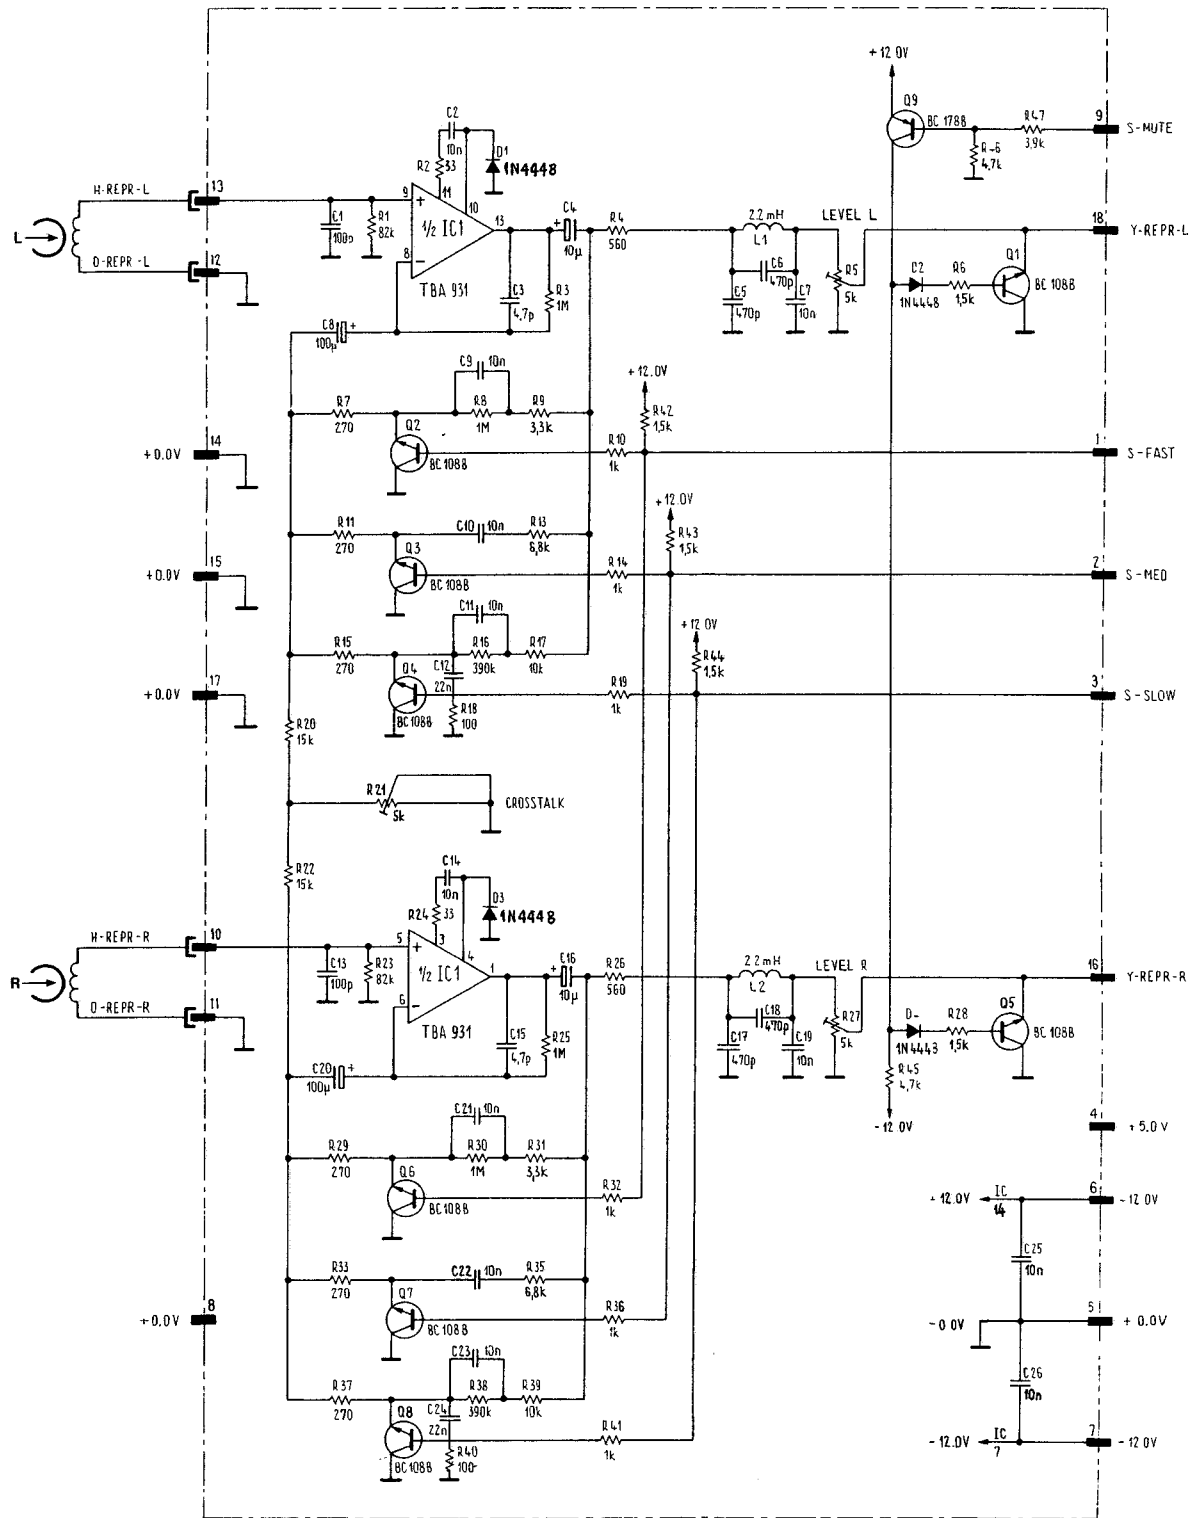 +12.0V
Q9
BC 178B
R47
3,9k
9
S-MUTE
R-6
4.7k
C2
10n
R2
33
D1
1N4448
H-REPR-L
13
9
+
11
10
C1
100p
R1
82k
1/2 IC1
13
C4
+
10µ
R4
560
2.2mH
L1
LEVEL L
18
Y-REPR-L
L
8
-
TBA 931
C6
470p
R5
5k
Q1
BC 108B
R6
1,5k
1N4448
O-REPR-L
12
C3
4,7p
R3
1M
C5
470p
C7
10n
C8
+
100µ
C9
10n
+12.0V
R7
270
R8
1M
R9
3,3k
R42
1,5k
+0.0V
14
Q2
BC 108B
R10
1k
1
S-FAST
+12.0V
R11
270
C10
10n
R13
6,8k
R43
1,5k
+0.0V
15
Q3
BC 108B
R14
1k
2
S-MED
C11
10n
+12.0V
R15
270
R16
390k
R17
10k
R44
1,5k
C12
22n
+0.0V
17
Q4
BC 108B
R18
100
R19
1k
3
S-SLOW
R20
15k
R21
5k
CROSSTALK
R22
15k
C14
10n
R24
33
D3
1N4448
H-REPR-R
10
5
+
3
4
C13
100p
R23
82k
1/2 IC1
1
C16
+
10µ
R26
560
2.2mH
L2
LEVEL R
16
Y-REPR-R
R
6
-
TBA 931
C18
470p
R27
5k
D-
1N4443
R28
1,5k
Q5
BC 108B
O-REPR-R
11
C15
4,7p
R25
1M
C17
470p
C19
10n
C20
+
100µ
R45
4,7k
-12.0V
4
+5.0V
C21
10n
R29
270
R30
1M
R31
3,3k
Q6
BC 108B
R32
1k
+12.0V
IC
14
6
-12.0V
C25
10n
R33
270
C22
10n
R35
6,8k
+0.0V
8
Q7
BC 108B
R36
1k
-0.0V
5
+0.0V
C23
10n
C26
10n
R37
270
R38
390k
R39
10k
C24
22n
Q8
BC 108B
R40
100
R41
1k
-12.0V
IC
7
7
-12.0V